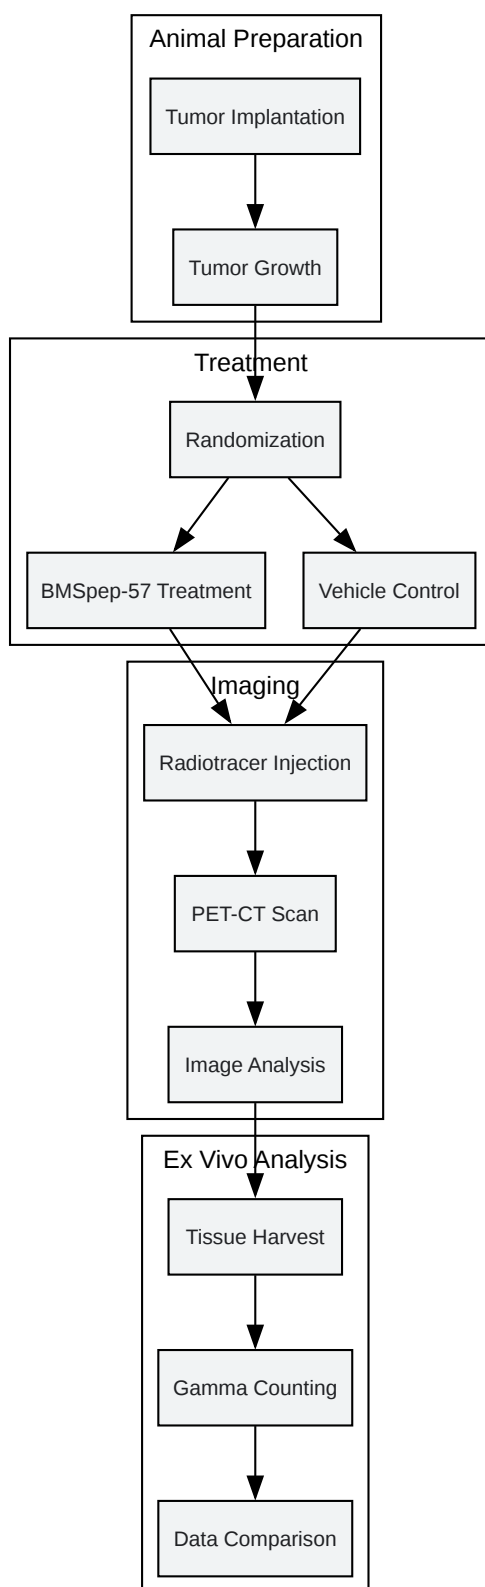 Animal Preparation
Tumor Implantation
Tumor Growth
Treatment
Randomization
BMSpep-57 Treatment
Vehicle Control
Imaging
Radiotracer Injection
PET-CT Scan
Image Analysis
Ex Vivo Analysis
Tissue Harvest
Gamma Counting
Data Comparison